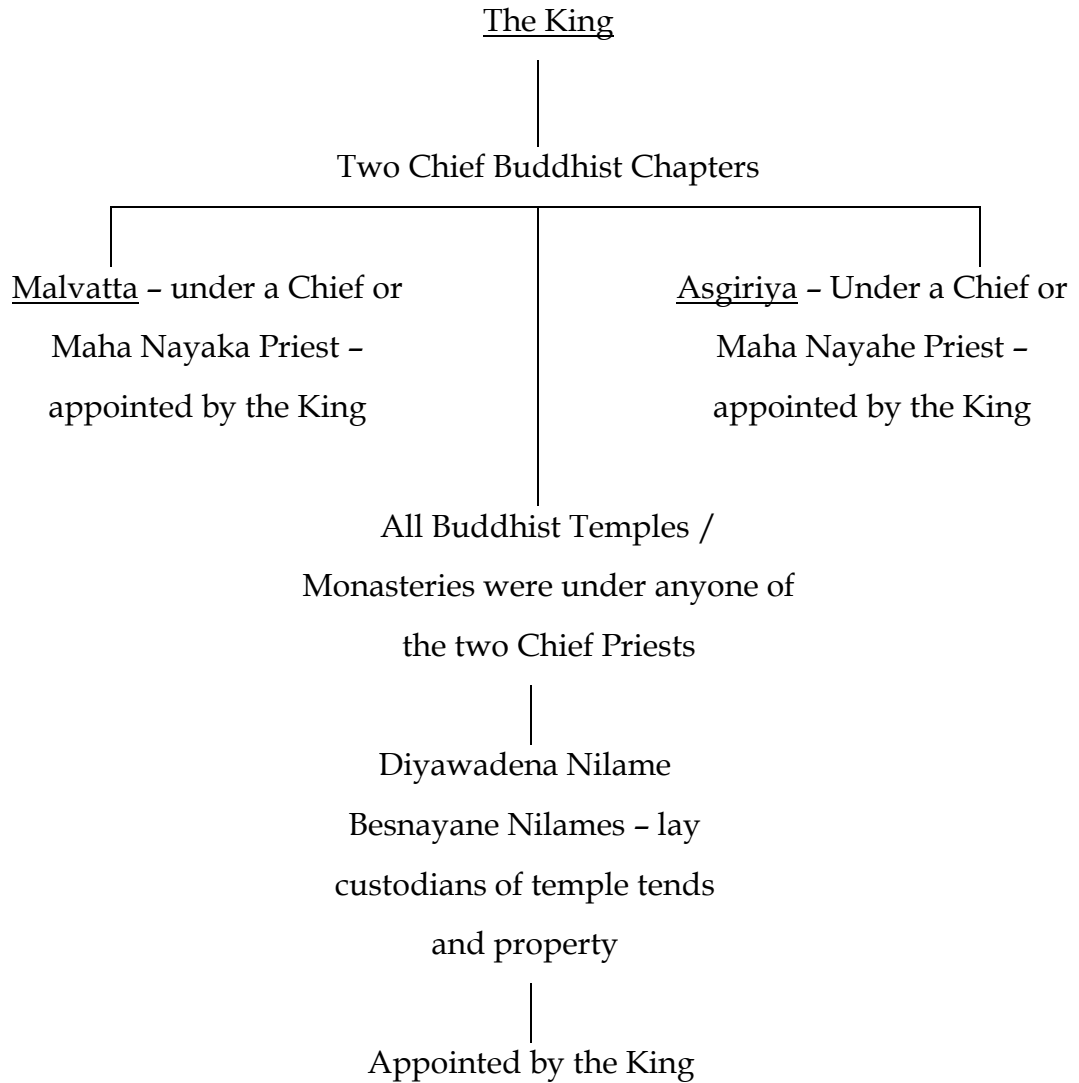 The King
Two Chief Buddhist Chapters
Malvatta – under a Chief or
Maha Nayaka Priest –
appointed by the King
Asgiriya – Under a Chief or
Maha Nayahe Priest –
appointed by the King
All Buddhist Temples /
Monasteries were under anyone of
the two Chief Priests
Diyawadena Nilame
Besnayane Nilames – lay
custodians of temple tends
and property
Appointed by the King